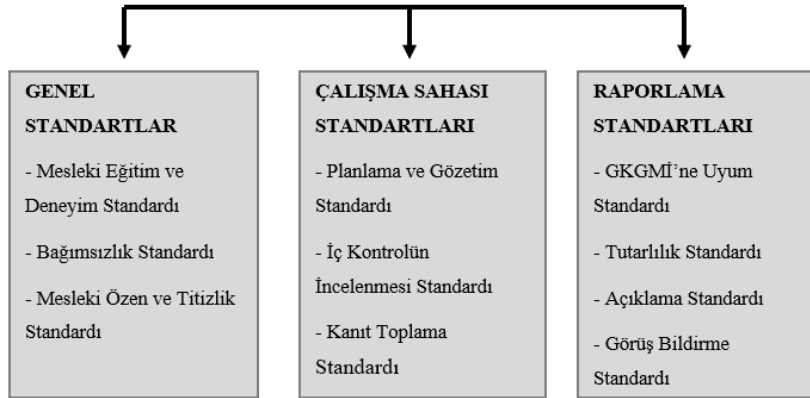 GENEL
STANDARTLAR
- Mesleki Eğitim ve
Deneyim Standardı
- Bağımsızlık Standardı
- Mesleki Özen ve Titizlik
Standardı
ÇALIŞMA SAHASI
STANDARTLARI
- Planlama ve Gözetim
Standardı
- İç Kontrolün
İncelenmesi Standardı
- Kanıt Toplama
Standardı
RAPORLAMA
STANDARTLARI
- GKGMİ’ne Uyum
Standardı
- Tutarlılık Standardı
- Açıklama Standardı
- Görüş Bildirme
Standardı